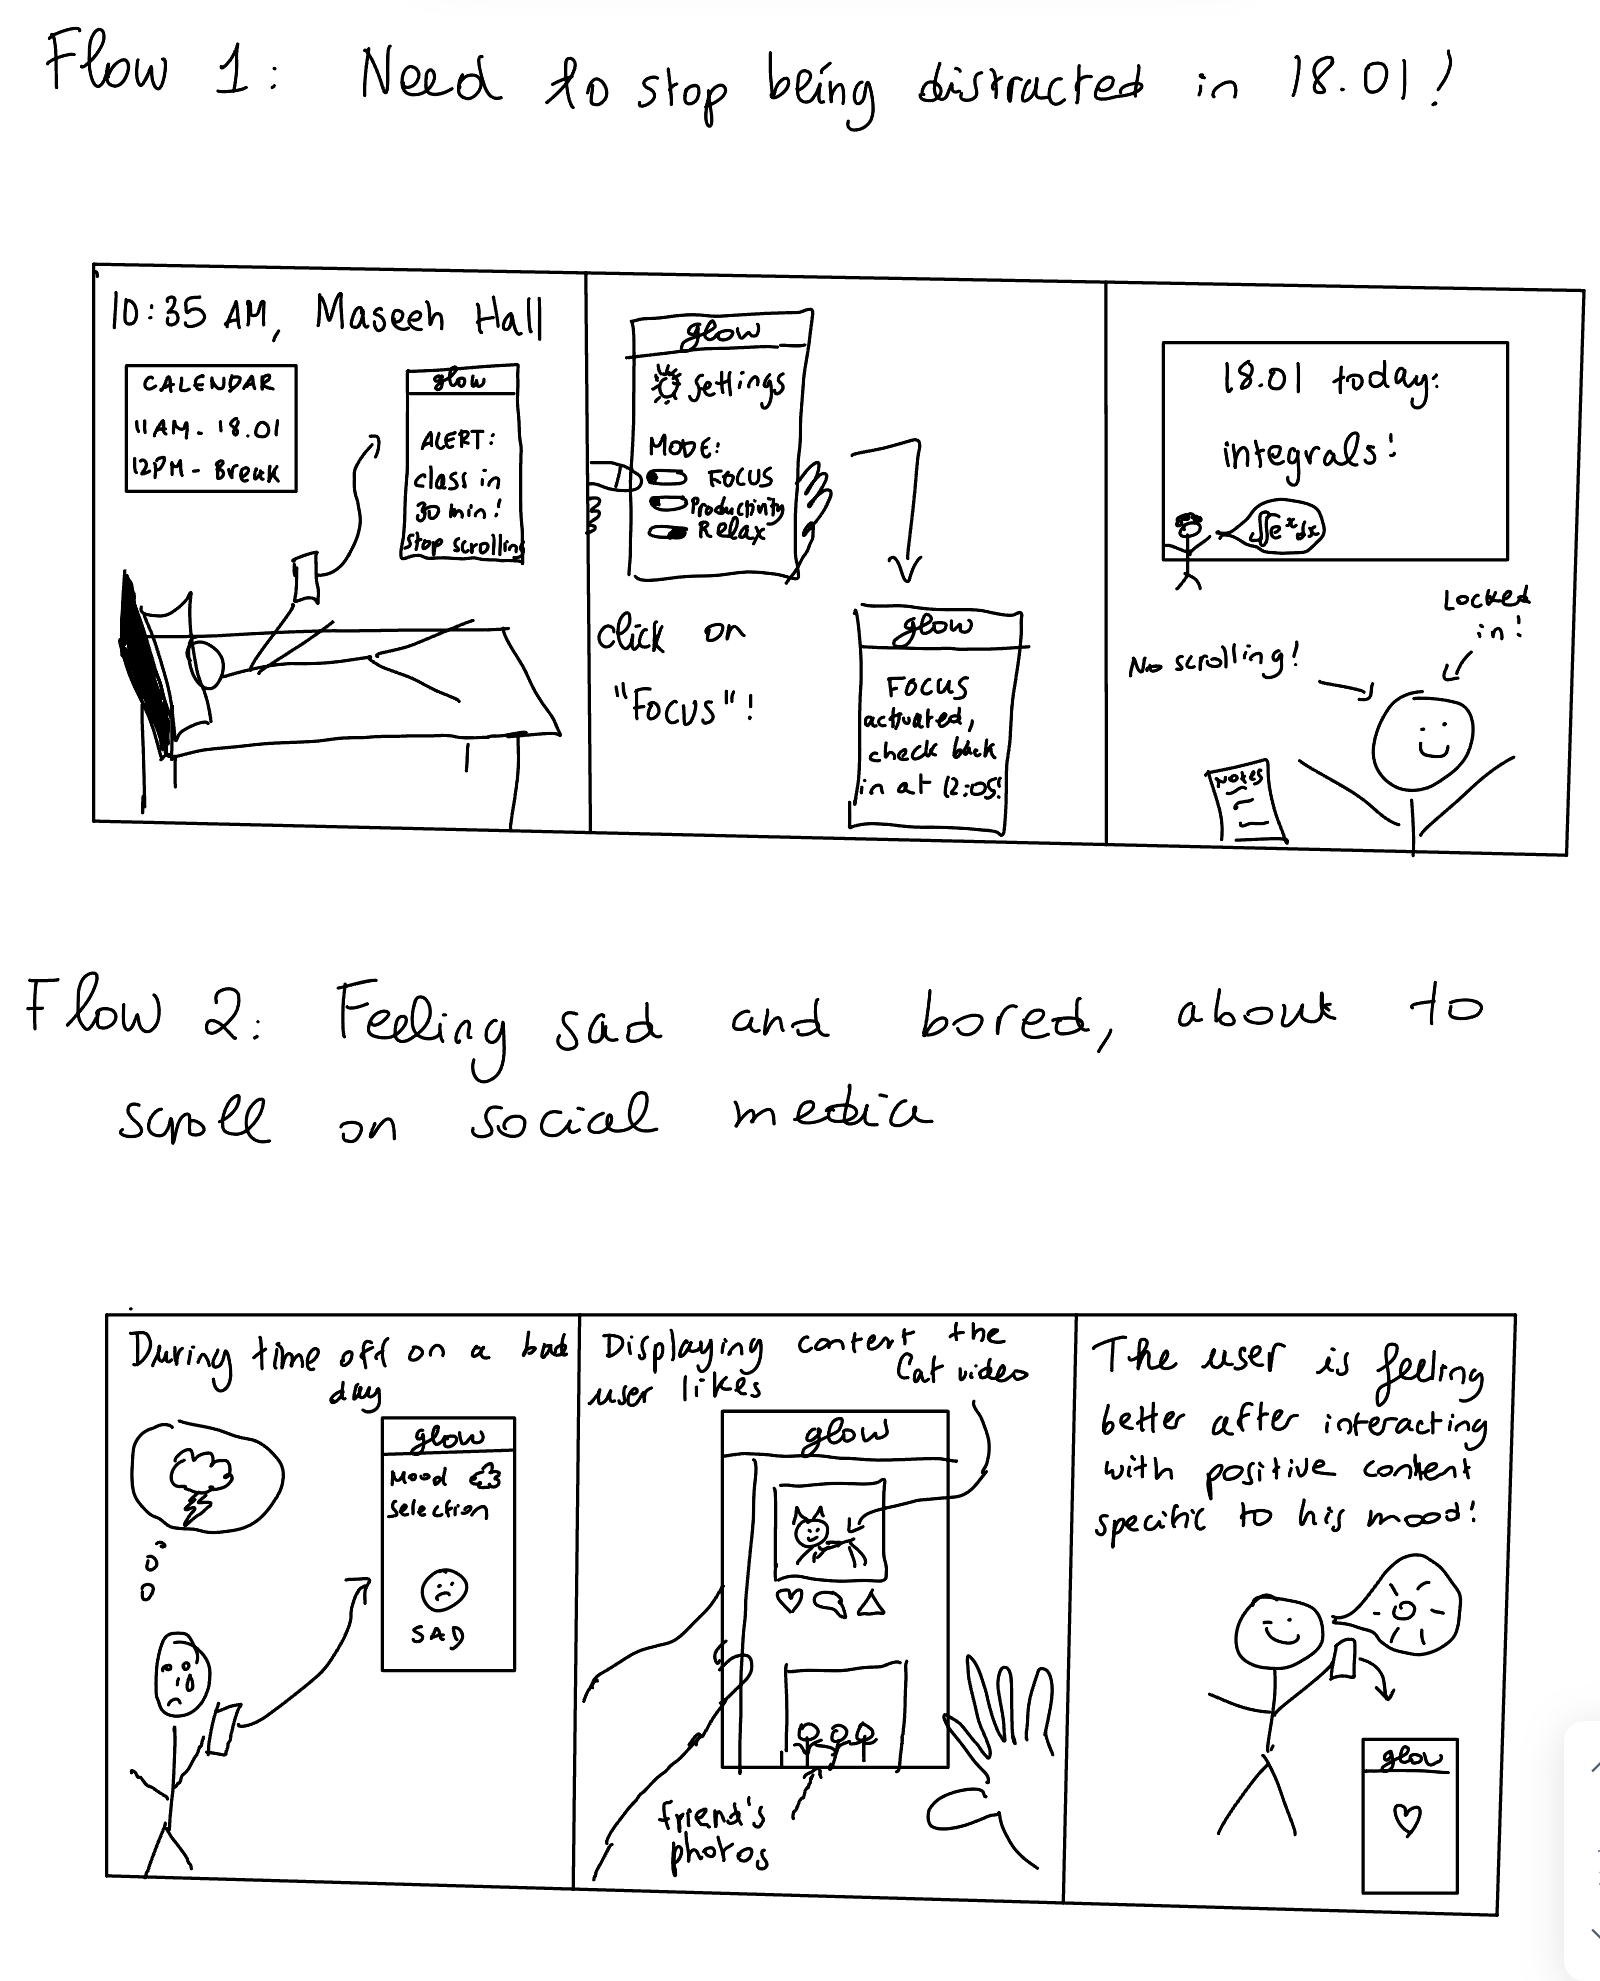 Flow 1: Need to stop being distracted in 18.01!
10:35 AM, Maseeh Hall
CALENDAR
11AM - 18.01
12PM - Break
glow
ALERT:
class in
30 min!
stop scrolling
glow
settings
MODE:
FOCUS
Productivity
Relax
click on
"FOCUS"!
glow
FOCUS
activated,
check back
in at 12:05!
18.01 today:
integrals!
∫∫e^x dx
Locked
in!
No scrolling!
NOTES
Flow 2: Feeling sad and bored, about to
scroll on social media
During time off on a bad
day
glow
Mood
selection
SAD
Displaying content the
user likes
Cat video
glow
friend's
photos
The user is feeling
better after interacting
with positive content
specific to his mood!
glow